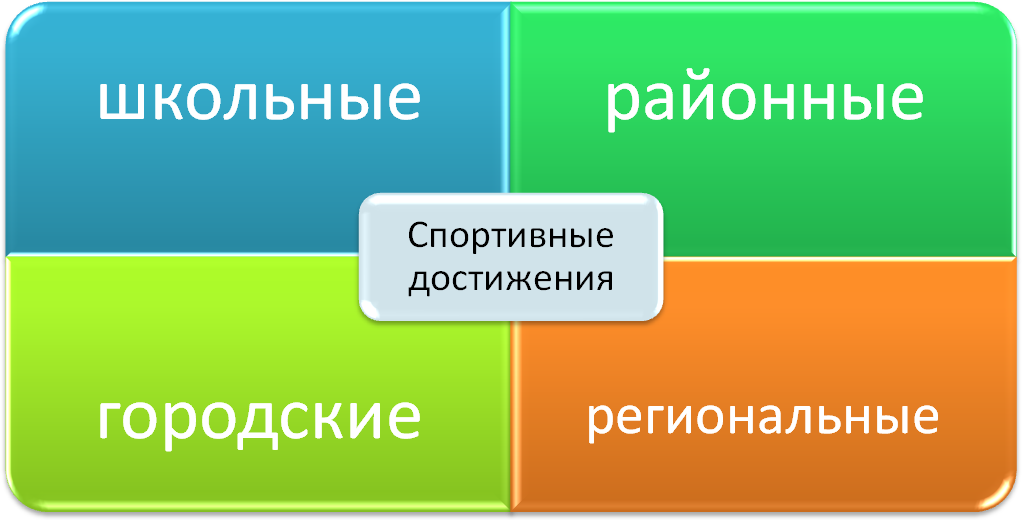 школьные
районные
Спортивные
достижения
городские
региональные